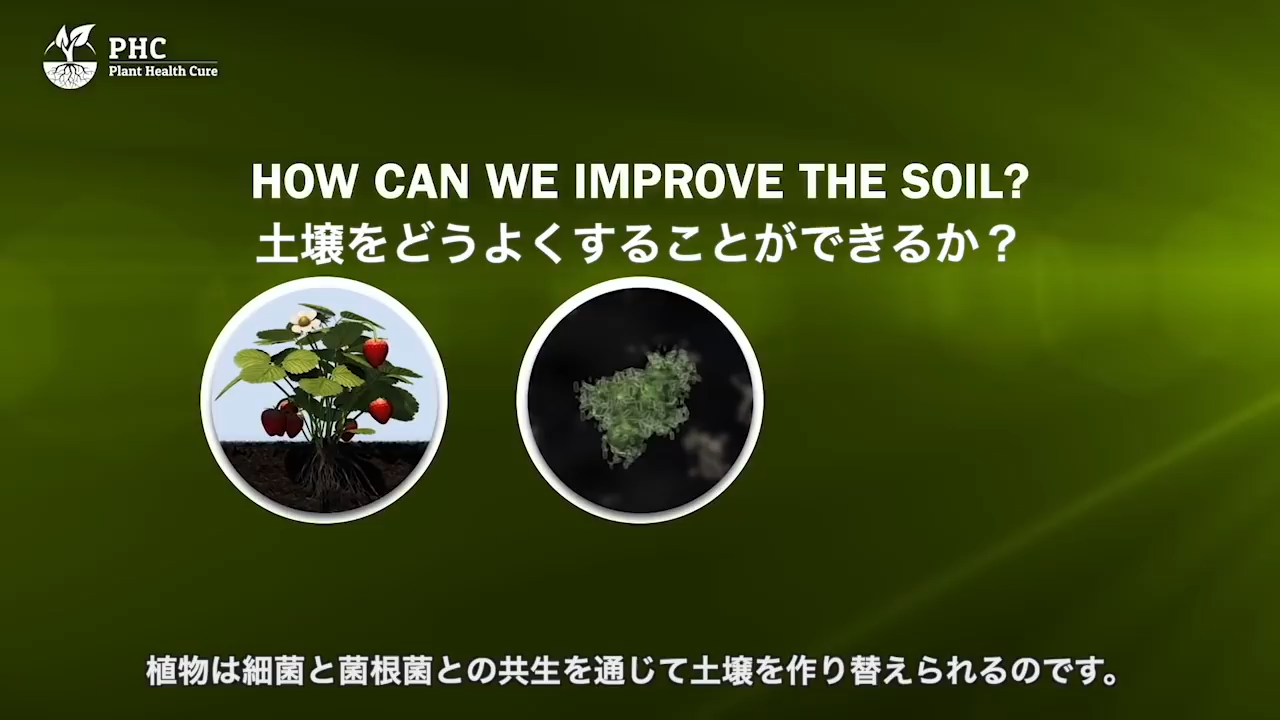 PHC
Plant Health Cure
HOW CAN WE IMPROVE THE SOIL?
土壌をどうよくすることができるか？
植物は細菌と菌根菌との共生を通じて土壌を作り替えられるのです。